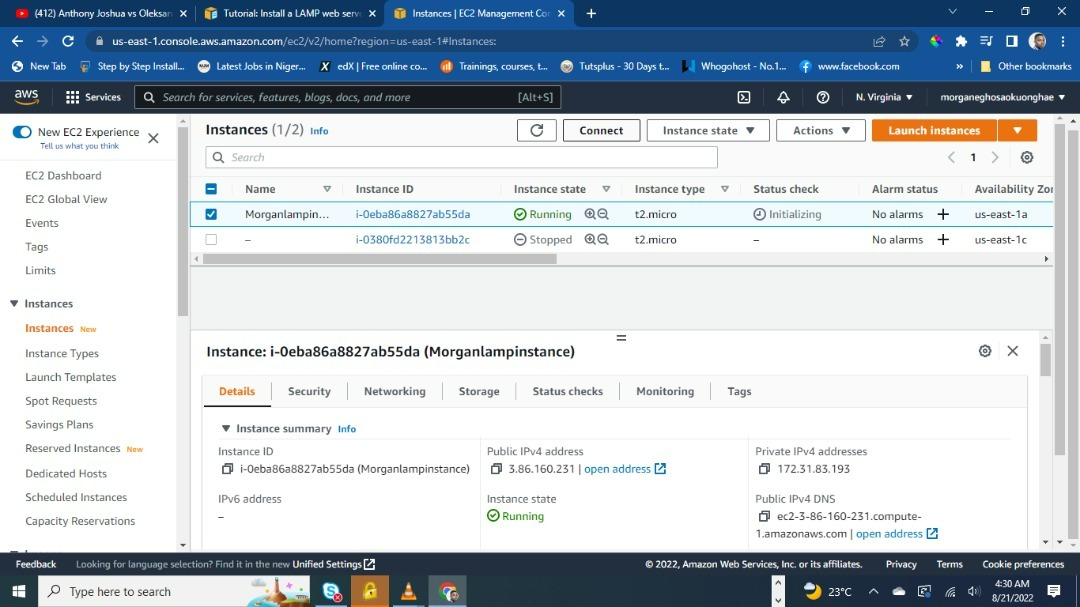 (412) Anthony Joshua vs Oleksan
Tutorial: Install a LAMP web serve
Instances | EC2 Management Con
us-east-1.console.aws.amazon.com/ec2/v2/home?region=us-east-1#Instances:
New Tab
Step by Step Install...
Latest Jobs in Niger...
edX | Free online co...
Trainings, courses, t...
Tutsplus - 30 Days t...
Whogohost - No.1...
www.facebook.com
»
Other bookmarks
aws
Services
Search for services, features, blogs, docs, and more
[Alt+S]
N. Virginia
morganeghosaokuonghae
New EC2 Experience
Tell us what you think
EC2 Dashboard
EC2 Global View
Events
Tags
Limits
Instances
Instances New
Instance Types
Launch Templates
Spot Requests
Savings Plans
Reserved Instances New
Dedicated Hosts
Scheduled Instances
Capacity Reservations
Instances (1/2) Info
Connect
Instance state
Actions
Launch instances
Search
1
Name Instance ID Instance state Instance type Status check Alarm status Availability Zon
Morganlampin... i-0eba86a8827ab55da Running t2.micro Initializing No alarms + us-east-1a
– i-0380fd2213813bb2c Stopped t2.micro – No alarms + us-east-1c
Instance: i-0eba86a8827ab55da (Morganlampinstance)
Details Security Networking Storage Status checks Monitoring Tags
Instance summary Info
Instance ID
i-0eba86a8827ab55da (Morganlampinstance)
Public IPv4 address
3.86.160.231 | open address
Private IPv4 addresses
172.31.83.193
IPv6 address
–
Instance state
Running
Public IPv4 DNS
ec2-3-86-160-231.compute-
1.amazonaws.com | open address
Feedback
Looking for language selection? Find it in the new Unified Settings
© 2022, Amazon Web Services, Inc. or its affiliates.
Privacy
Terms
Cookie preferences
Type here to search
23°C
4:30 AM
8/21/2022